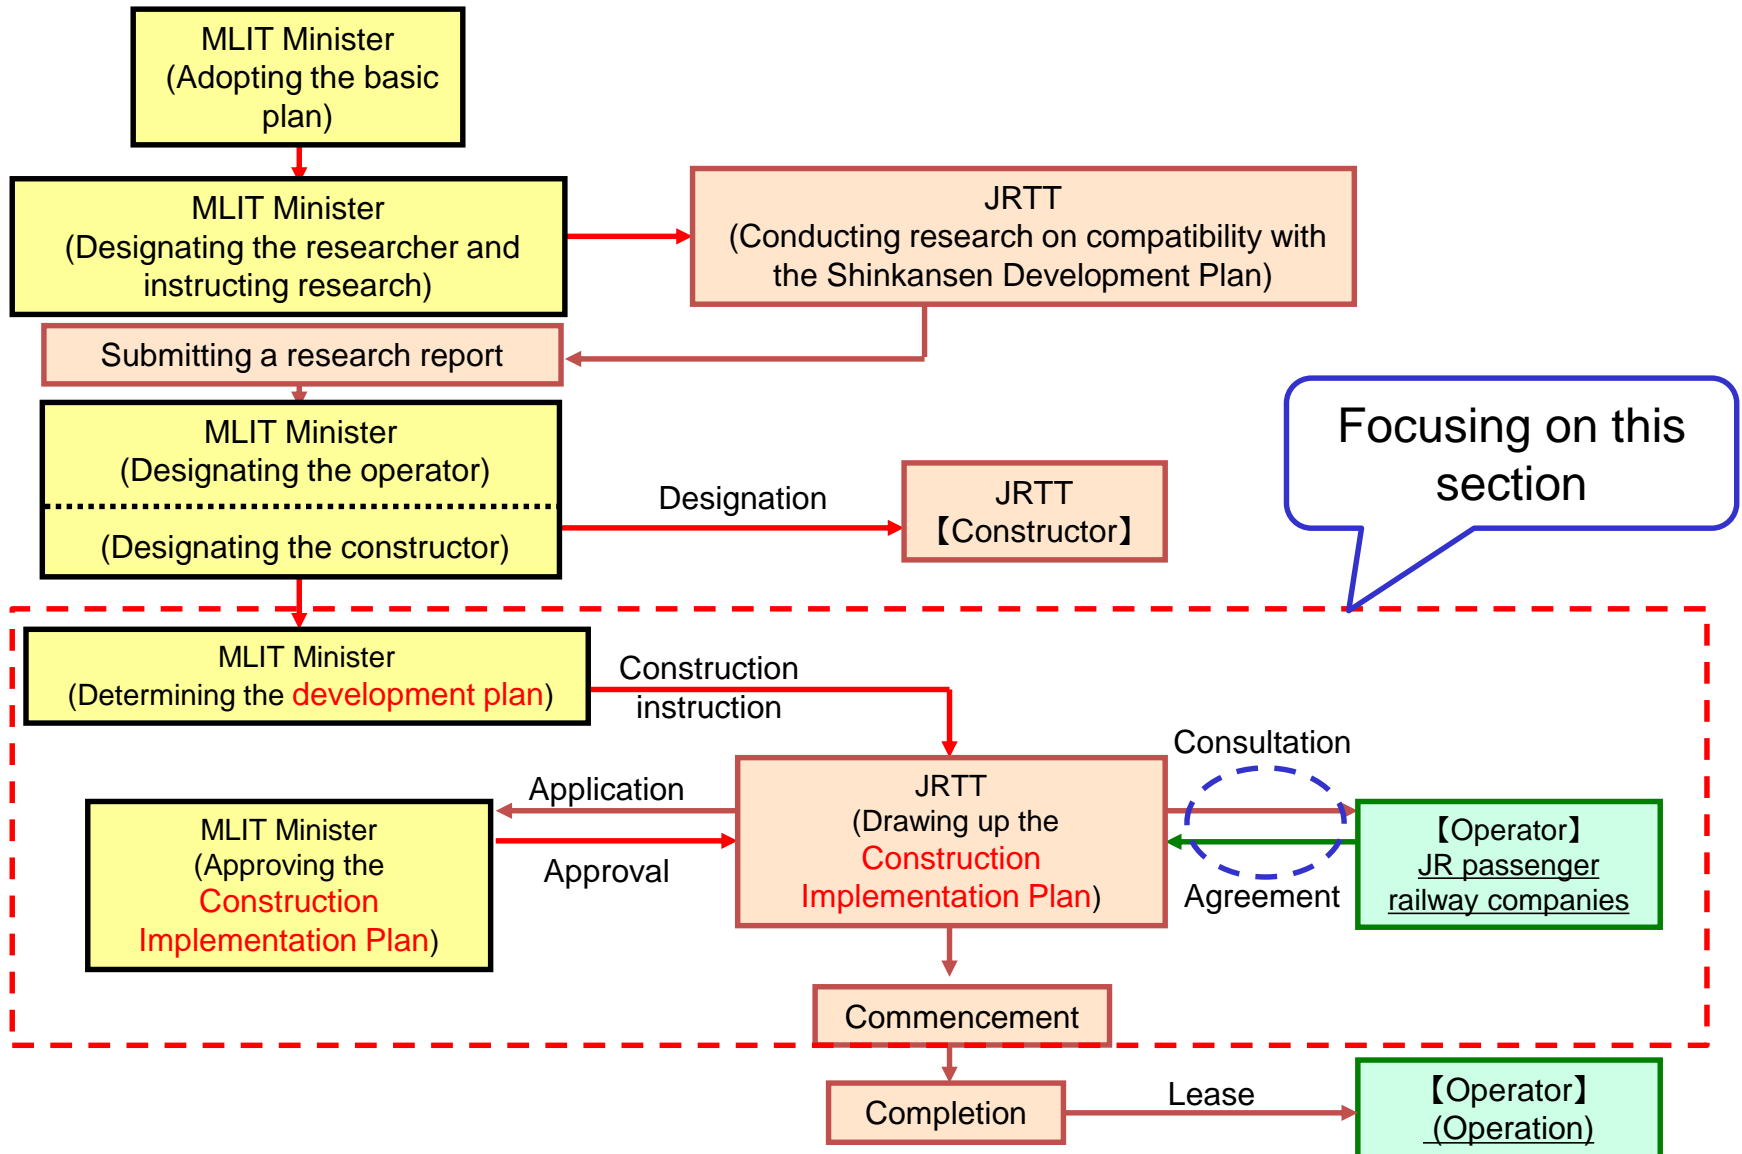 MLIT Minister
(Adopting the basic
plan)
MLIT Minister
(Designating the researcher and
instructing research)
JRTT
(Conducting research on compatibility with
the Shinkansen Development Plan)
Submitting a research report
MLIT Minister
(Designating the operator)
(Designating the constructor)
Designation
JRTT
【Constructor】
Focusing on this
section
MLIT Minister
(Determining the development plan)
Construction
instruction
MLIT Minister
(Approving the
Construction
Implementation Plan)
Application
Approval
JRTT
(Drawing up the
Construction
Implementation Plan)
Consultation
Agreement
【Operator】
JR passenger
railway companies
Commencement
Completion
Lease
【Operator】
(Operation)